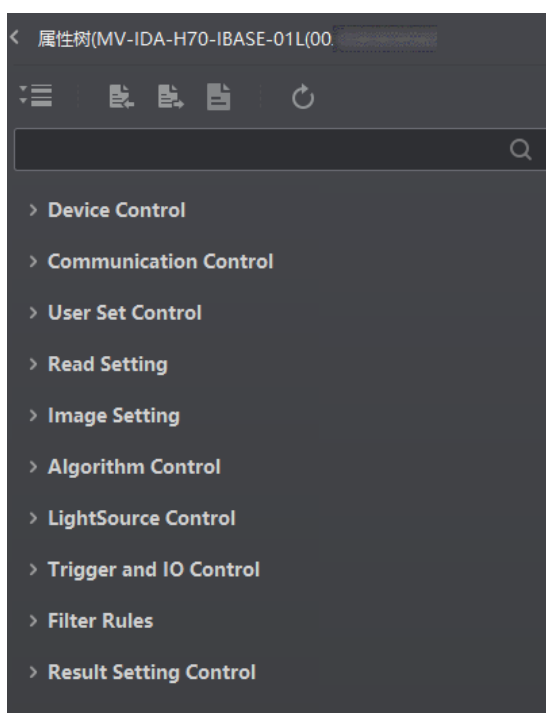 属性树(MV-IDA-H70-IBASE-01L(00
Device Control
Communication Control
User Set Control
Read Setting
Image Setting
Algorithm Control
LightSource Control
Trigger and IO Control
Filter Rules
Result Setting Control